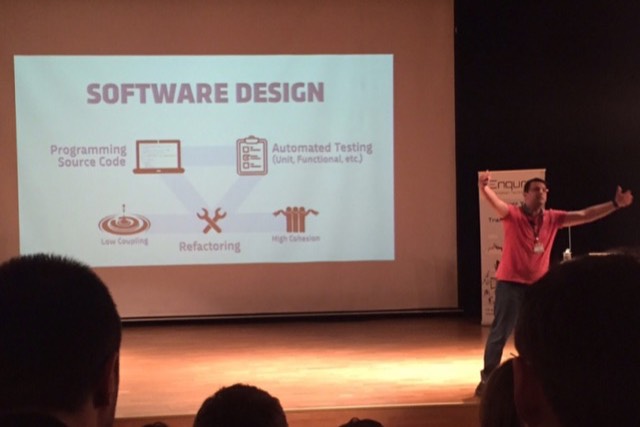 SOFTWARE DESIGN
Programming
Source Code
Automated Testing
(Unit, Functional, etc.)
Low Coupling
Refactoring
High Cohesion